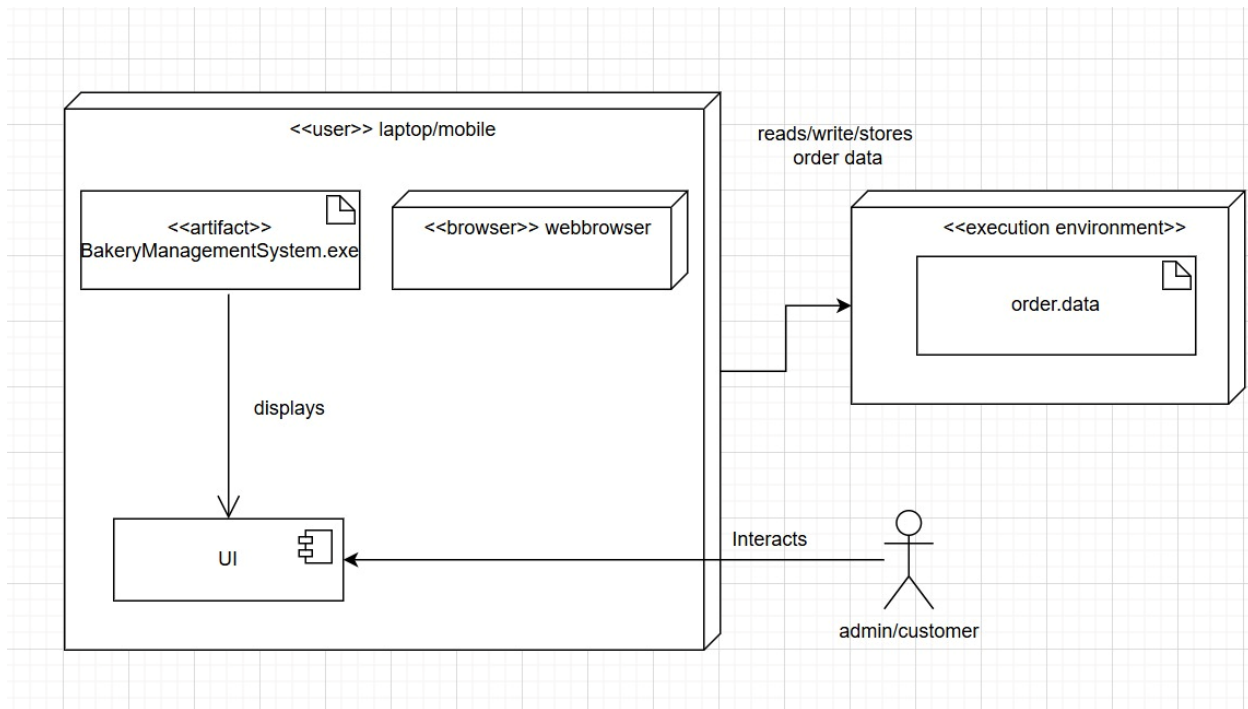 <<user>> laptop/mobile
reads/write/stores
order data
<<artifact>>
BakeryManagementSystem.exe
<<browser>> webbrowser
<<execution environment>>
order.data
displays
UI
Interacts
admin/customer